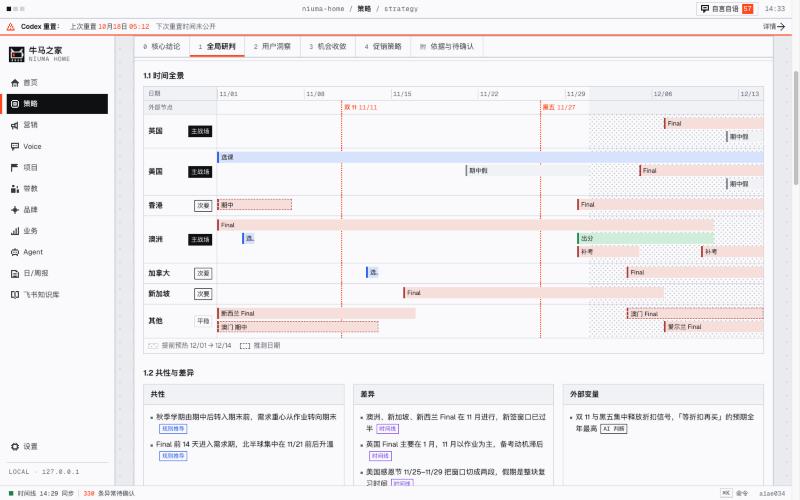 niuma-home / 策略 / strategy
自言自语 57
14:33
Codex 重置： 上次重置 10月18日 05:12 下次重置时间未公开
详情→
牛马之家
NIUMA HOME
首页
策略
营销
Voice
项目
带教
品牌
业务
Agent
日/周报
飞书知识库
设置
LOCAL · 127.0.0.1
0 核心结论
1 全局研判
2 用户洞察
3 机会收敛
4 促销策略
附 依据与待确认
1.1 时间全景
日期 11/01 11/08 11/15 11/22 11/29 12/06 12/13
外部节点 双 11 11/11 黑五 11/27
英国 主战场 Final
期中假
美国 主战场 选课
期中假 Final
期中假
香港 次要 期中 Final
澳洲 主战场 Final
选. 出分
补考 补考
加拿大 次要 选. Final
新加坡 次要 Final
其他 平稳 新西兰 Final 澳门 Final
澳门 期中 爱尔兰 Final
提前预热 12/01→12/14 推测日期
1.2 共性与差异
共性
秋季学期由期中后转入期末前，需求重心从作业转向期末
规则推导
Final 前 14 天进入需求期，北半球集中在 11/21 前后升温
规则推导
差异
澳洲、新加坡、新西兰 Final 在 11 月进行，新签窗口已过
半 时间线
英国 Final 主要在 1 月，11 月以作业为主，备考动机滞后
时间线
美国感恩节 11/25–11/29 把窗口切成两段，假期是整块复
习时间 时间线
外部变量
双 11 与黑五集中释放折扣信号，「等折扣再买」的预期全
年最高 AI 判断
时间线 14:29 同步 330 条异常待确认
⌘K 命令 aiae034